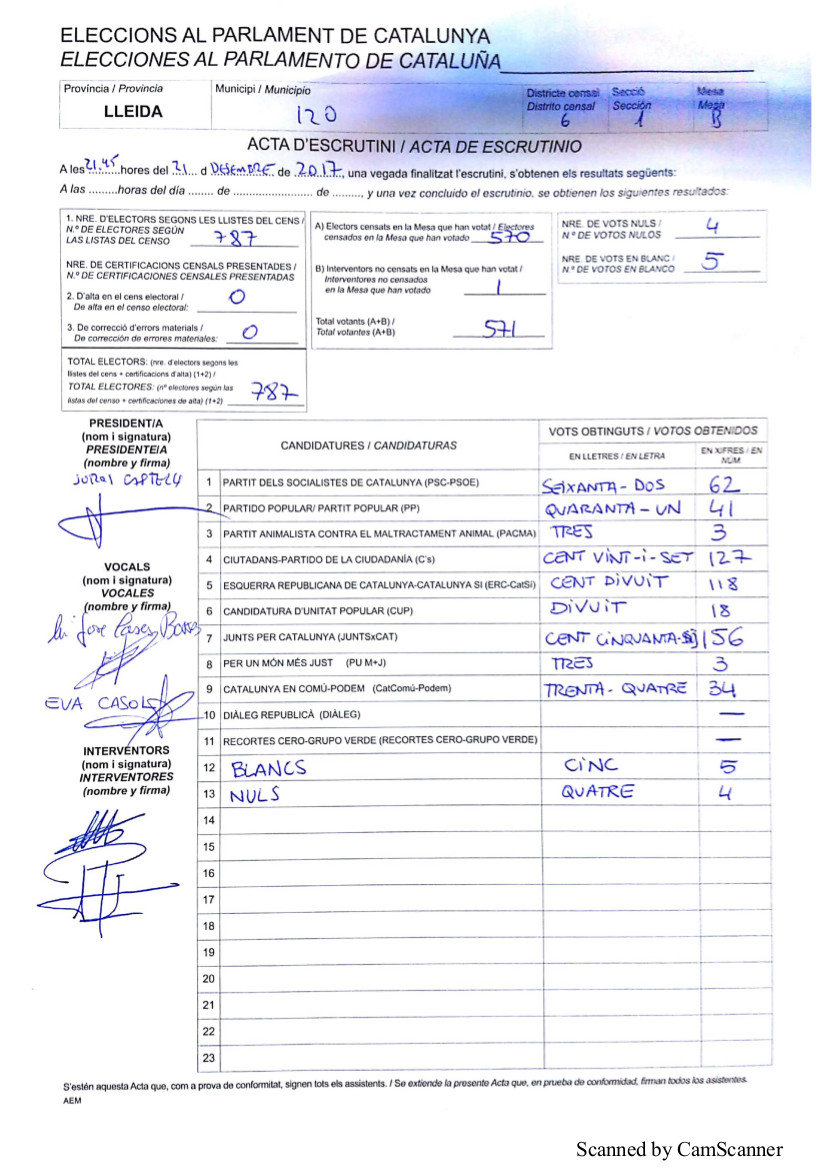 ELECCIONS AL PARLAMENT DE CATALUNYA
ELECCIONES AL PARLAMENTO DE CATALUÑA
Província / Provincia
LLEIDA
Municipi / Municipio
120
Districte censal
Distrito censal
6
Secció
Sección
1
Mesa
Mesa
B
ACTA D'ESCRUTINI / ACTA DE ESCRUTINIO
A les 21.45 hores del 21 d DESEMBRE de 2017, una vegada finalitzat l'escrutini, s'obtenen els resultats següents:
A las ......... horas del día ........ de ......................... de ........., y una vez concluido el escrutinio, se obtienen los siguientes resultados:
1. NRE. D'ELECTORS SEGONS LES LLISTES DEL CENS /
N.º DE ELECTORES SEGÚN
LAS LISTAS DEL CENSO 787
NRE. DE CERTIFICACIONS CENSALS PRESENTADES /
N.º DE CERTIFICACIONES CENSALES PRESENTADAS
2. D'alta en el cens electoral / 0
De alta en el censo electoral:
3. De correcció d'errors materials / 0
De corrección de errores materiales:
TOTAL ELECTORS: (nre. d'electors segons les
llistes del cens + certificacions d'alta) (1+2) /
TOTAL ELECTORES: (nº electores según las
listas del censo + certificaciones de alta) (1+2) 787
A) Electors censats en la Mesa que han votat / Electores
censados en la Mesa que han votado 570
B) Interventors no censats en la Mesa que han votat /
Interventores no censados
en la Mesa que han votado 1
Total votants (A+B) /
Total votantes (A+B) 571
NRE. DE VOTS NULS / 4
N.º DE VOTOS NULOS
NRE. DE VOTS EN BLANC / 5
N.º DE VOTOS EN BLANCO
PRESIDENT/A
(nom i signatura)
PRESIDENTE/A
(nombre y firma)
VOCALS
(nom i signatura)
VOCALES
(nombre y firma)
EVA CASOLS
INTERVENTORS
(nom i signatura)
INTERVENTORES
(nombre y firma)
CANDIDATURES / CANDIDATURAS
VOTS OBTINGUTS / VOTOS OBTENIDOS
EN LLETRES / EN LETRA
EN XIFRES / EN NÚM.
1 PARTIT DELS SOCIALISTES DE CATALUNYA (PSC-PSOE) SEIXANTA-DOS 62
2 PARTIDO POPULAR/ PARTIT POPULAR (PP) QUARANTA-UN 41
3 PARTIT ANIMALISTA CONTRA EL MALTRACTAMENT ANIMAL (PACMA) TRES 3
4 CIUTADANS-PARTIDO DE LA CIUDADANÍA (C's) CENT VINT-I-SET 127
5 ESQUERRA REPUBLICANA DE CATALUNYA-CATALUNYA SI (ERC-CatSí) CENT DIVUIT 118
6 CANDIDATURA D'UNITAT POPULAR (CUP) DIVUIT 18
7 JUNTS PER CATALUNYA (JUNTSxCAT) CENT CINQUANTA- 156
8 PER UN MÓN MÉS JUST (PU M+J) TRES 3
9 CATALUNYA EN COMÚ-PODEM (CatComú-Podem) TRENTA-QUATRE 34
10 DIÀLEG REPUBLICÀ (DIÀLEG) —
11 RECORTES CERO-GRUPO VERDE (RECORTES CERO-GRUPO VERDE) —
12 BLANCS CINC 5
13 NULS QUATRE 4
14
15
16
17
18
19
20
21
22
23
S'estén aquesta Acta que, com a prova de conformitat, signen tots els assistents. / Se extiende la presente Acta que, en prueba de conformidad, firman todos los asistentes.
AEM
Scanned by CamScanner